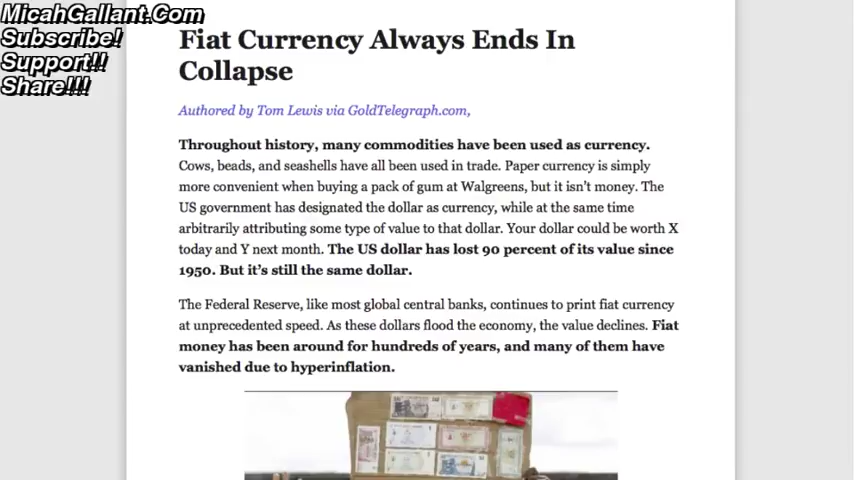 MicahGallant.Com
Subscribe!
Support!!
Share!!!
Fiat Currency Always Ends In
Collapse
Authored by Tom Lewis via GoldTelegraph.com,
Throughout history, many commodities have been used as currency.
Cows, beads, and seashells have all been used in trade. Paper currency is simply
more convenient when buying a pack of gum at Walgreens, but it isn't money. The
US government has designated the dollar as currency, while at the same time
arbitrarily attributing some type of value to that dollar. Your dollar could be worth X
today and Y next month. The US dollar has lost 90 percent of its value since
1950. But it's still the same dollar.
The Federal Reserve, like most global central banks, continues to print fiat currency
at unprecedented speed. As these dollars flood the economy, the value declines. Fiat
money has been around for hundreds of years, and many of them have
vanished due to hyperinflation.